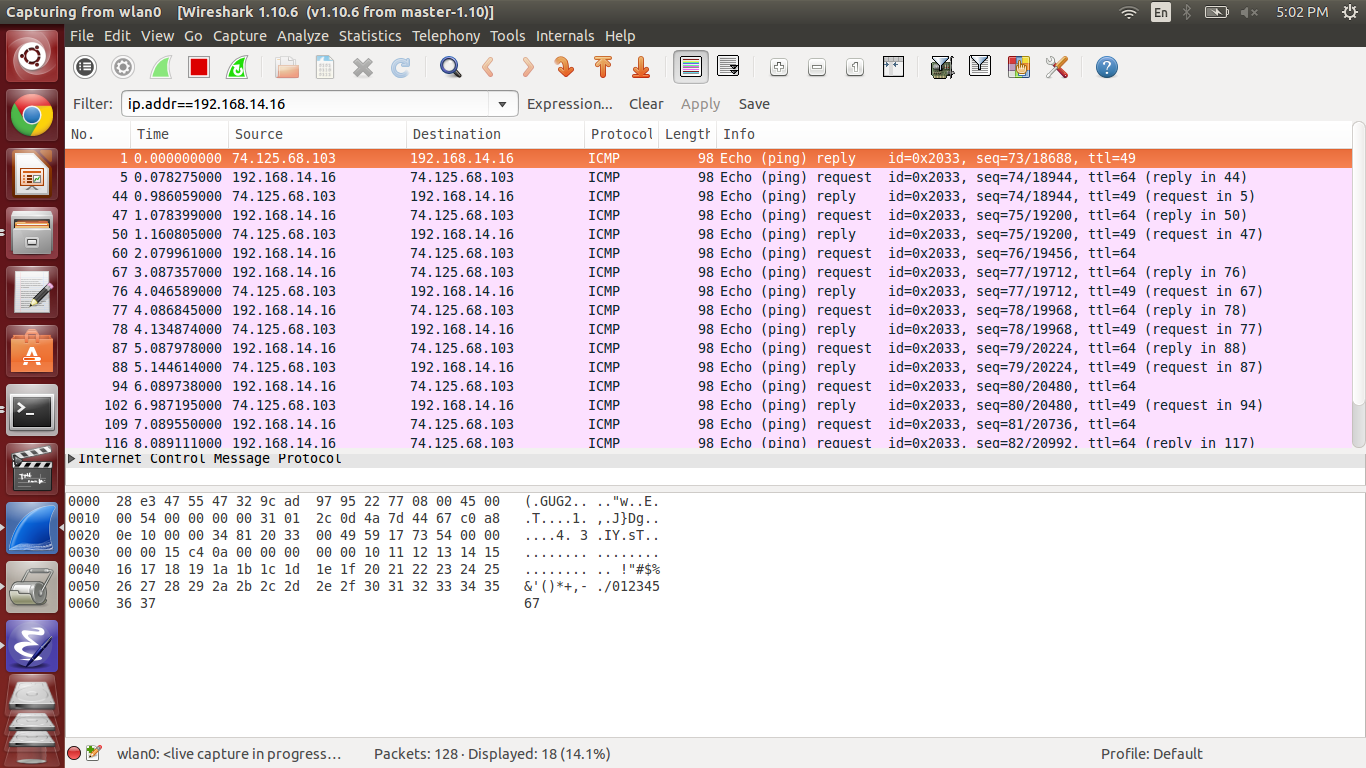 Capturing from wlan0 [Wireshark 1.10.6 (v1.10.6 from master-1.10)] En 5:02 PM
File Edit View Go Capture Analyze Statistics Telephony Tools Internals Help
Filter: ip.addr==192.168.14.16 Expression... Clear Apply Save
No. Time Source Destination Protocol Length Info
1 0.000000000 74.125.68.103 192.168.14.16 ICMP 98 Echo (ping) reply id=0x2033, seq=73/18688, ttl=49
5 0.078275000 192.168.14.16 74.125.68.103 ICMP 98 Echo (ping) request id=0x2033, seq=74/18944, ttl=64 (reply in 44)
44 0.986059000 74.125.68.103 192.168.14.16 ICMP 98 Echo (ping) reply id=0x2033, seq=74/18944, ttl=49 (request in 5)
47 1.078399000 192.168.14.16 74.125.68.103 ICMP 98 Echo (ping) request id=0x2033, seq=75/19200, ttl=64 (reply in 50)
50 1.160805000 74.125.68.103 192.168.14.16 ICMP 98 Echo (ping) reply id=0x2033, seq=75/19200, ttl=49 (request in 47)
60 2.079961000 192.168.14.16 74.125.68.103 ICMP 98 Echo (ping) request id=0x2033, seq=76/19456, ttl=64
67 3.087357000 192.168.14.16 74.125.68.103 ICMP 98 Echo (ping) request id=0x2033, seq=77/19712, ttl=64 (reply in 76)
76 4.046589000 74.125.68.103 192.168.14.16 ICMP 98 Echo (ping) reply id=0x2033, seq=77/19712, ttl=49 (request in 67)
77 4.086845000 192.168.14.16 74.125.68.103 ICMP 98 Echo (ping) request id=0x2033, seq=78/19968, ttl=64 (reply in 78)
78 4.134874000 74.125.68.103 192.168.14.16 ICMP 98 Echo (ping) reply id=0x2033, seq=78/19968, ttl=49 (request in 77)
87 5.087978000 192.168.14.16 74.125.68.103 ICMP 98 Echo (ping) request id=0x2033, seq=79/20224, ttl=64 (reply in 88)
88 5.144614000 74.125.68.103 192.168.14.16 ICMP 98 Echo (ping) reply id=0x2033, seq=79/20224, ttl=49 (request in 87)
94 6.089738000 192.168.14.16 74.125.68.103 ICMP 98 Echo (ping) request id=0x2033, seq=80/20480, ttl=64
102 6.987195000 74.125.68.103 192.168.14.16 ICMP 98 Echo (ping) reply id=0x2033, seq=80/20480, ttl=49 (request in 94)
109 7.089550000 192.168.14.16 74.125.68.103 ICMP 98 Echo (ping) request id=0x2033, seq=81/20736, ttl=64
116 8.089111000 192.168.14.16 74.125.68.103 ICMP 98 Echo (ping) request id=0x2033, seq=82/20992, ttl=64 (reply in 117)
Internet Control Message Protocol
0000 28 e3 47 55 47 32 9c ad 97 95 22 77 08 00 45 00 (.GUG2.. .."w..E.
0010 00 54 00 00 00 00 31 01 2c 0d 4a 7d 44 67 c0 a8 .T....1. ,.J}Dg..
0020 0e 10 00 00 34 81 20 33 00 49 59 17 73 54 00 00 ....4. 3 .IY.sT..
0030 00 00 15 c4 0a 00 00 00 00 00 10 11 12 13 14 15 ........ ........
0040 16 17 18 19 1a 1b 1c 1d 1e 1f 20 21 22 23 24 25 ........ .. !"#$%
0050 26 27 28 29 2a 2b 2c 2d 2e 2f 30 31 32 33 34 35 &'()*+,- ./012345
0060 36 37 67
wlan0: <live capture in progress... Packets: 128 · Displayed: 18 (14.1%) Profile: Default